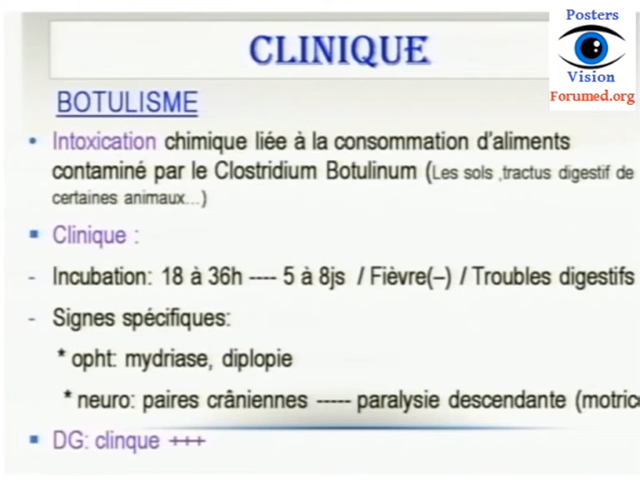 CLINIQUE
Posters
Vision
Forumed.org
BOTULISME
• Intoxication chimique liée à la consommation d'aliments
contaminé par le Clostridium Botulinum (Les sols ,tractus digestif de
certaines animaux...)
▪ Clinique :
- Incubation: 18 à 36h ---- 5 à 8js / Fièvre(–) / Troubles digestifs
- Signes spécifiques:
* opht: mydriase, diplopie
* neuro: paires crâniennes ----- paralysie descendante (motric
▪ DG: clinque +++